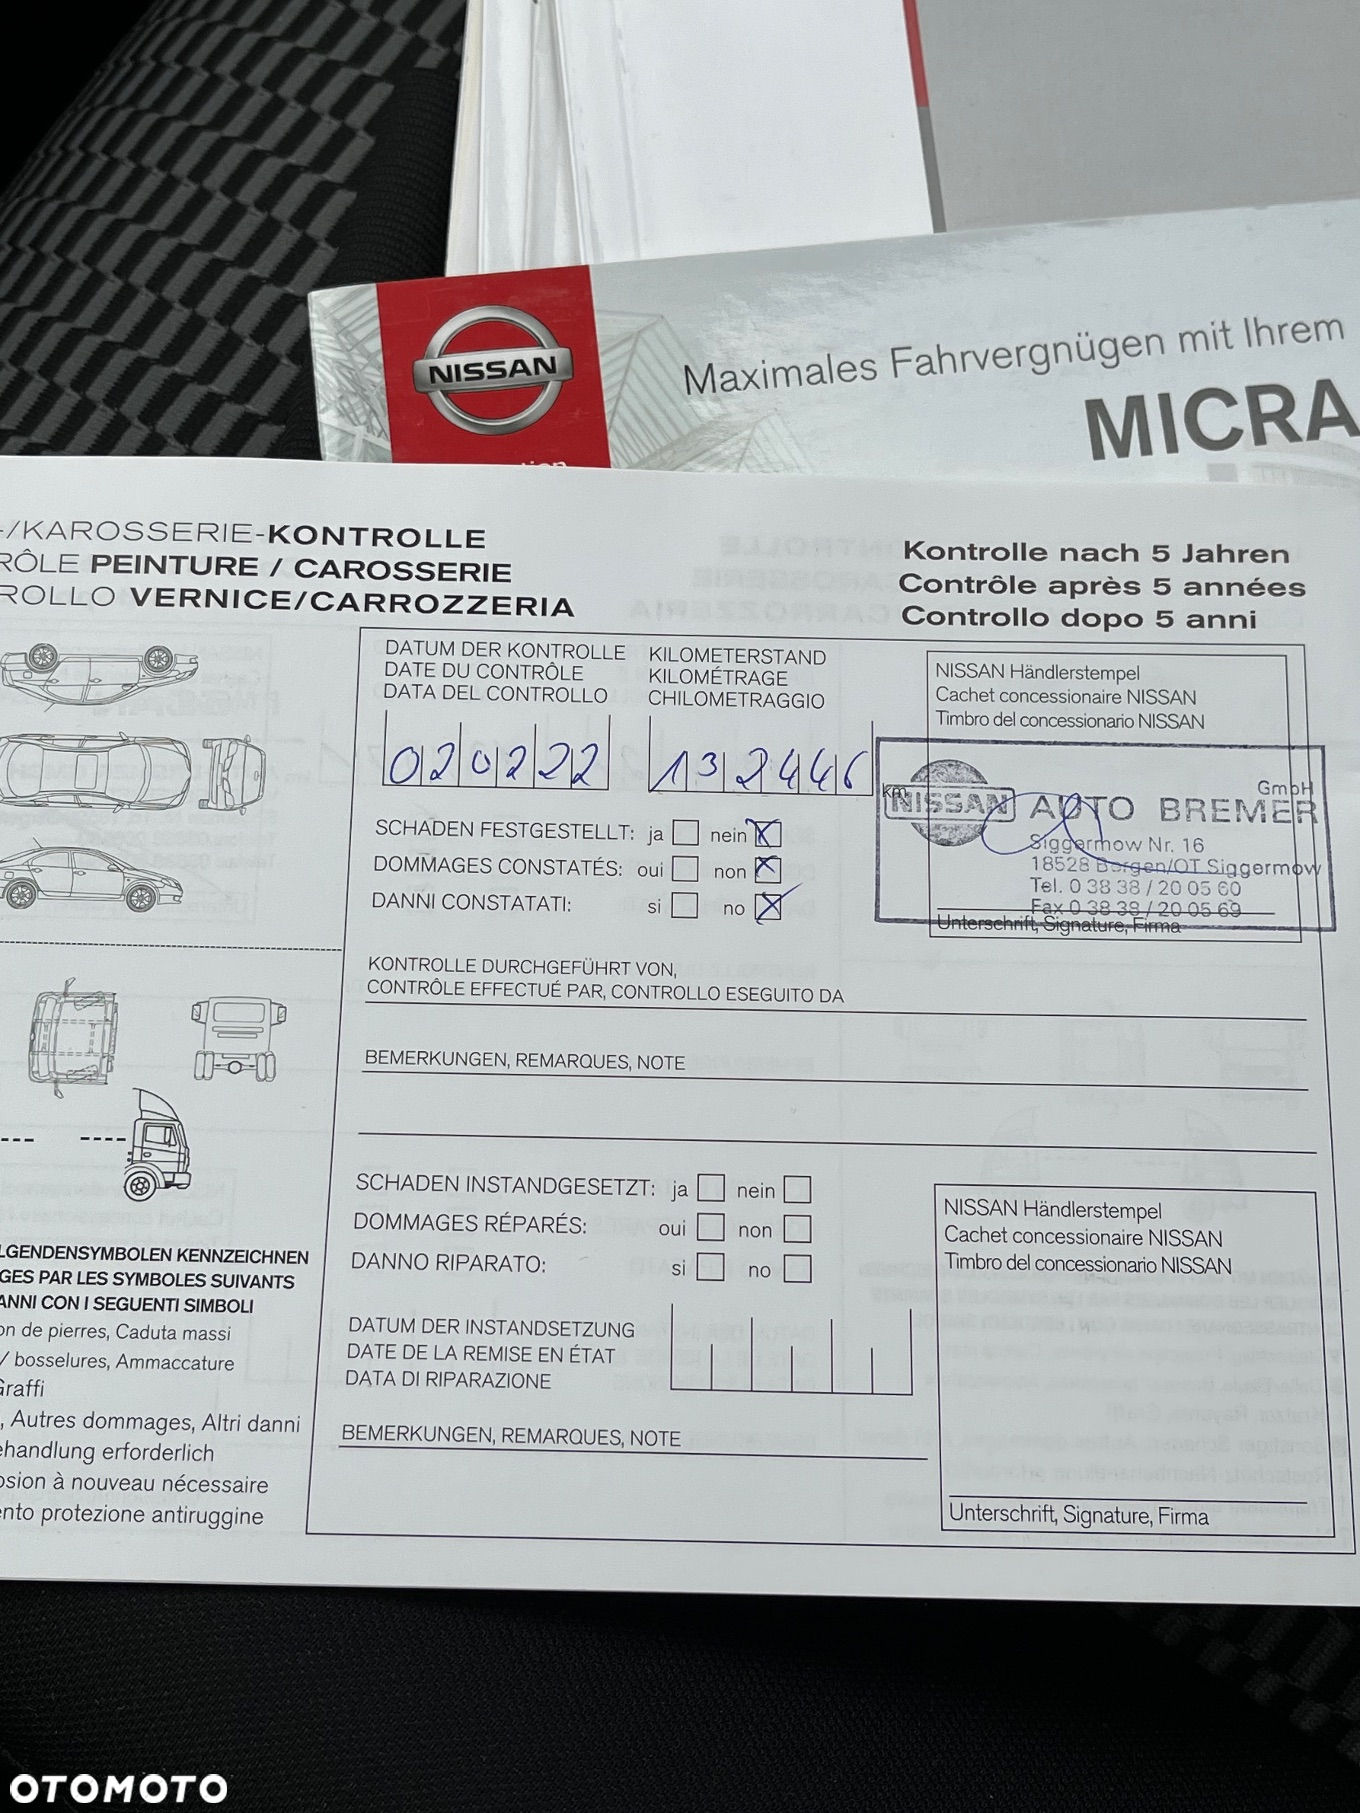 NISSAN
Maximales Fahrvergnügen mit Ihrem
MICRA
-/KAROSSERIE-KONTROLLE
RÔLE PEINTURE / CAROSSERIE
ROLLO VERNICE/CARROZZERIA
Kontrolle nach 5 Jahren
Contrôle après 5 années
Controllo dopo 5 anni
DATUM DER KONTROLLE
DATE DU CONTRÔLE
DATA DEL CONTROLLO
020222
KILOMETERSTAND
KILOMÉTRAGE
CHILOMETRAGGIO
132446 km
NISSAN Händlerstempel
Cachet concessionaire NISSAN
Timbro del concessionario NISSAN
NISSAN AUTO BREMER GmbH
Siggermow Nr. 16
18528 Bergen/OT Siggermow
Tel. 0 38 38 / 20 05 60
Fax 0 38 38 / 20 05 69
Unterschrift, Signature, Firma
SCHADEN FESTGESTELLT: ja nein X
DOMMAGES CONSTATÉS: oui non X
DANNI CONSTATATI: si no X
KONTROLLE DURCHGEFÜHRT VON,
CONTRÔLE EFFECTUÉ PAR, CONTROLLO ESEGUITO DA
BEMERKUNGEN, REMARQUES, NOTE
SCHADEN INSTANDGESETZT: ja nein
DOMMAGES RÉPARÉS: oui non
DANNO RIPARATO: si no
DATUM DER INSTANDSETZUNG
DATE DE LA REMISE EN ÉTAT
DATA DI RIPARAZIONE
BEMERKUNGEN, REMARQUES, NOTE
NISSAN Händlerstempel
Cachet concessionaire NISSAN
Timbro del concessionario NISSAN
Unterschrift, Signature, Firma
LGENDENSYMBOLEN KENNZEICHNEN
GES PAR LES SYMBOLES SUIVANTS
ANNI CON I SEGUENTI SIMBOLI
on de pierres, Caduta massi
/ bosselures, Ammaccature
Graffi
, Autres dommages, Altri danni
ehandlung erforderlich
osion à nouveau nécessaire
ento protezione antiruggine
OTOMOTO